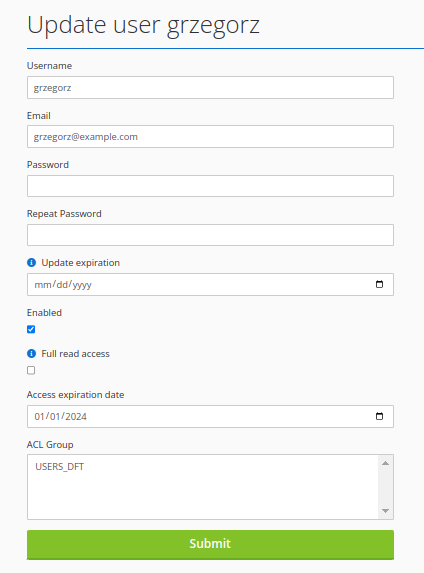 Update user grzegorz
Username
grzegorz
Email
grzegorz@example.com
Password
Repeat Password
Update expiration
mm/dd/yyyy
Enabled
Full read access
Access expiration date
01/01/2024
ACL Group
USERS_DFT
Submit